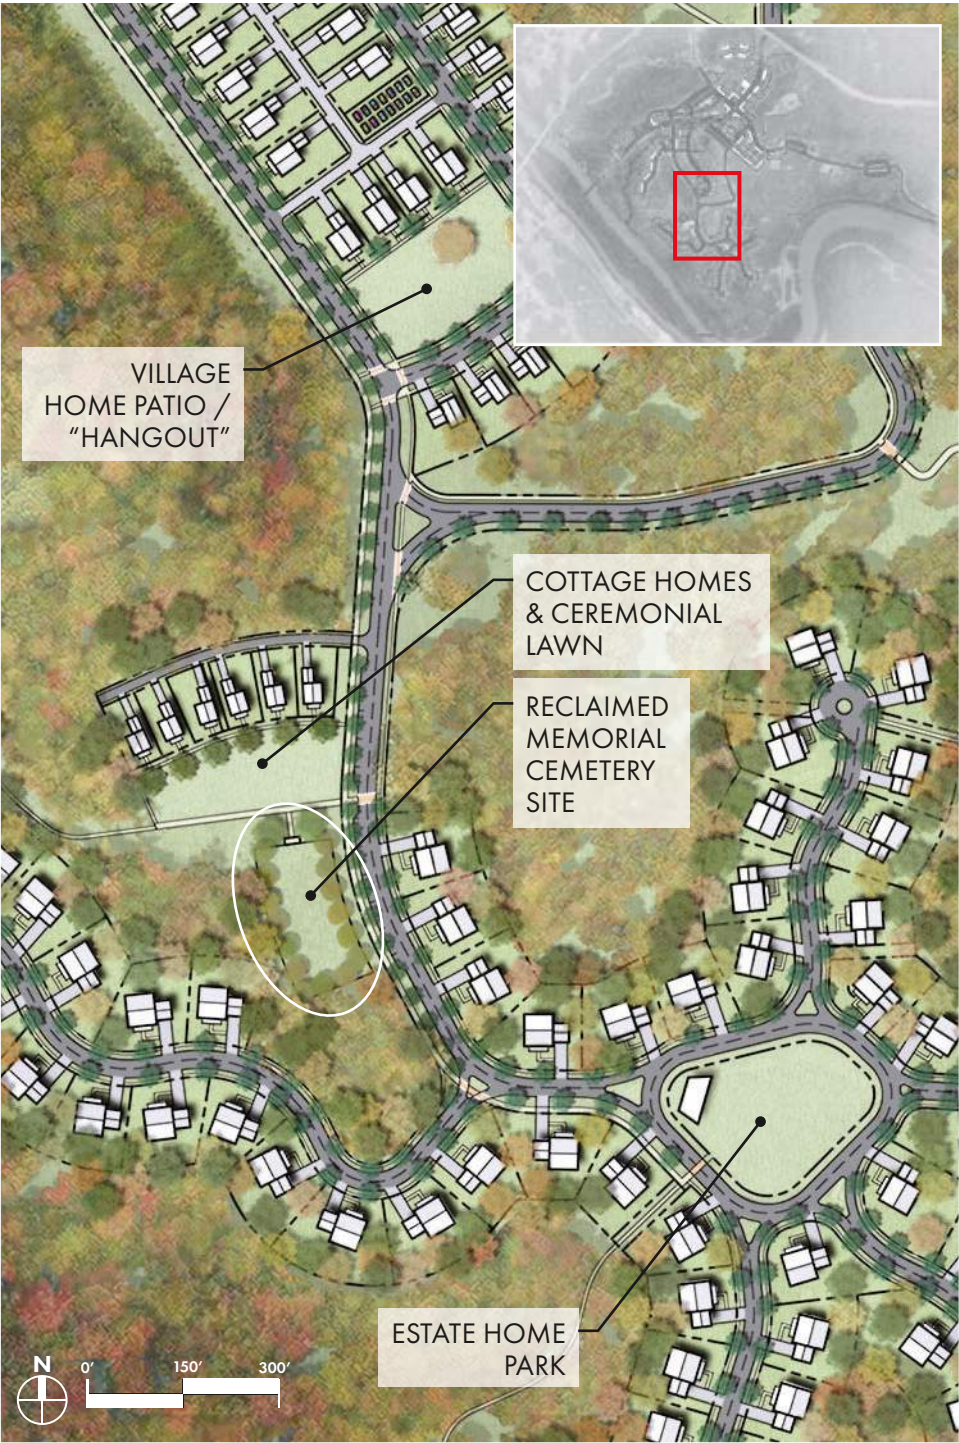 VILLAGE
HOME PATIO /
“HANGOUT”
COTTAGE HOMES
& CEREMONIAL
LAWN
RECLAIMED
MEMORIAL
CEMETERY
SITE
ESTATE HOME
PARK
N
0’ 150’ 300’